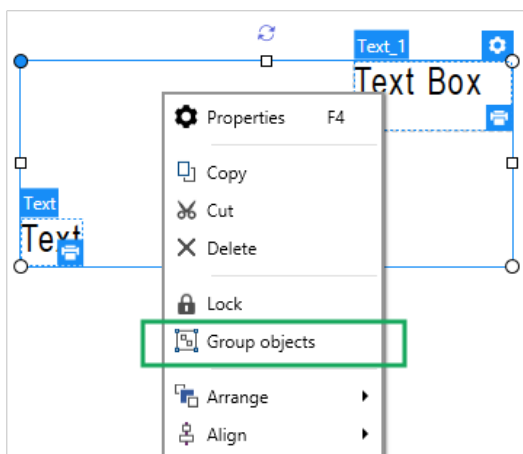 Text_1
Text Box
Properties F4
Copy
Cut
Text
Text
Delete
Lock
Group objects
Arrange
Align